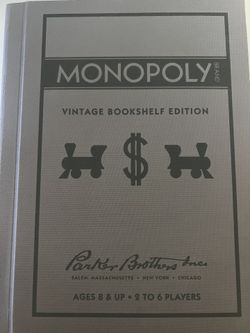 MONOPOLY BRAND
VINTAGE BOOKSHELF EDITION
$
Parker Brothers Inc.
SALEM MASSACHUSETTS • NEW YORK • CHICAGO
AGES 8 & UP • 2 TO 6 PLAYERS